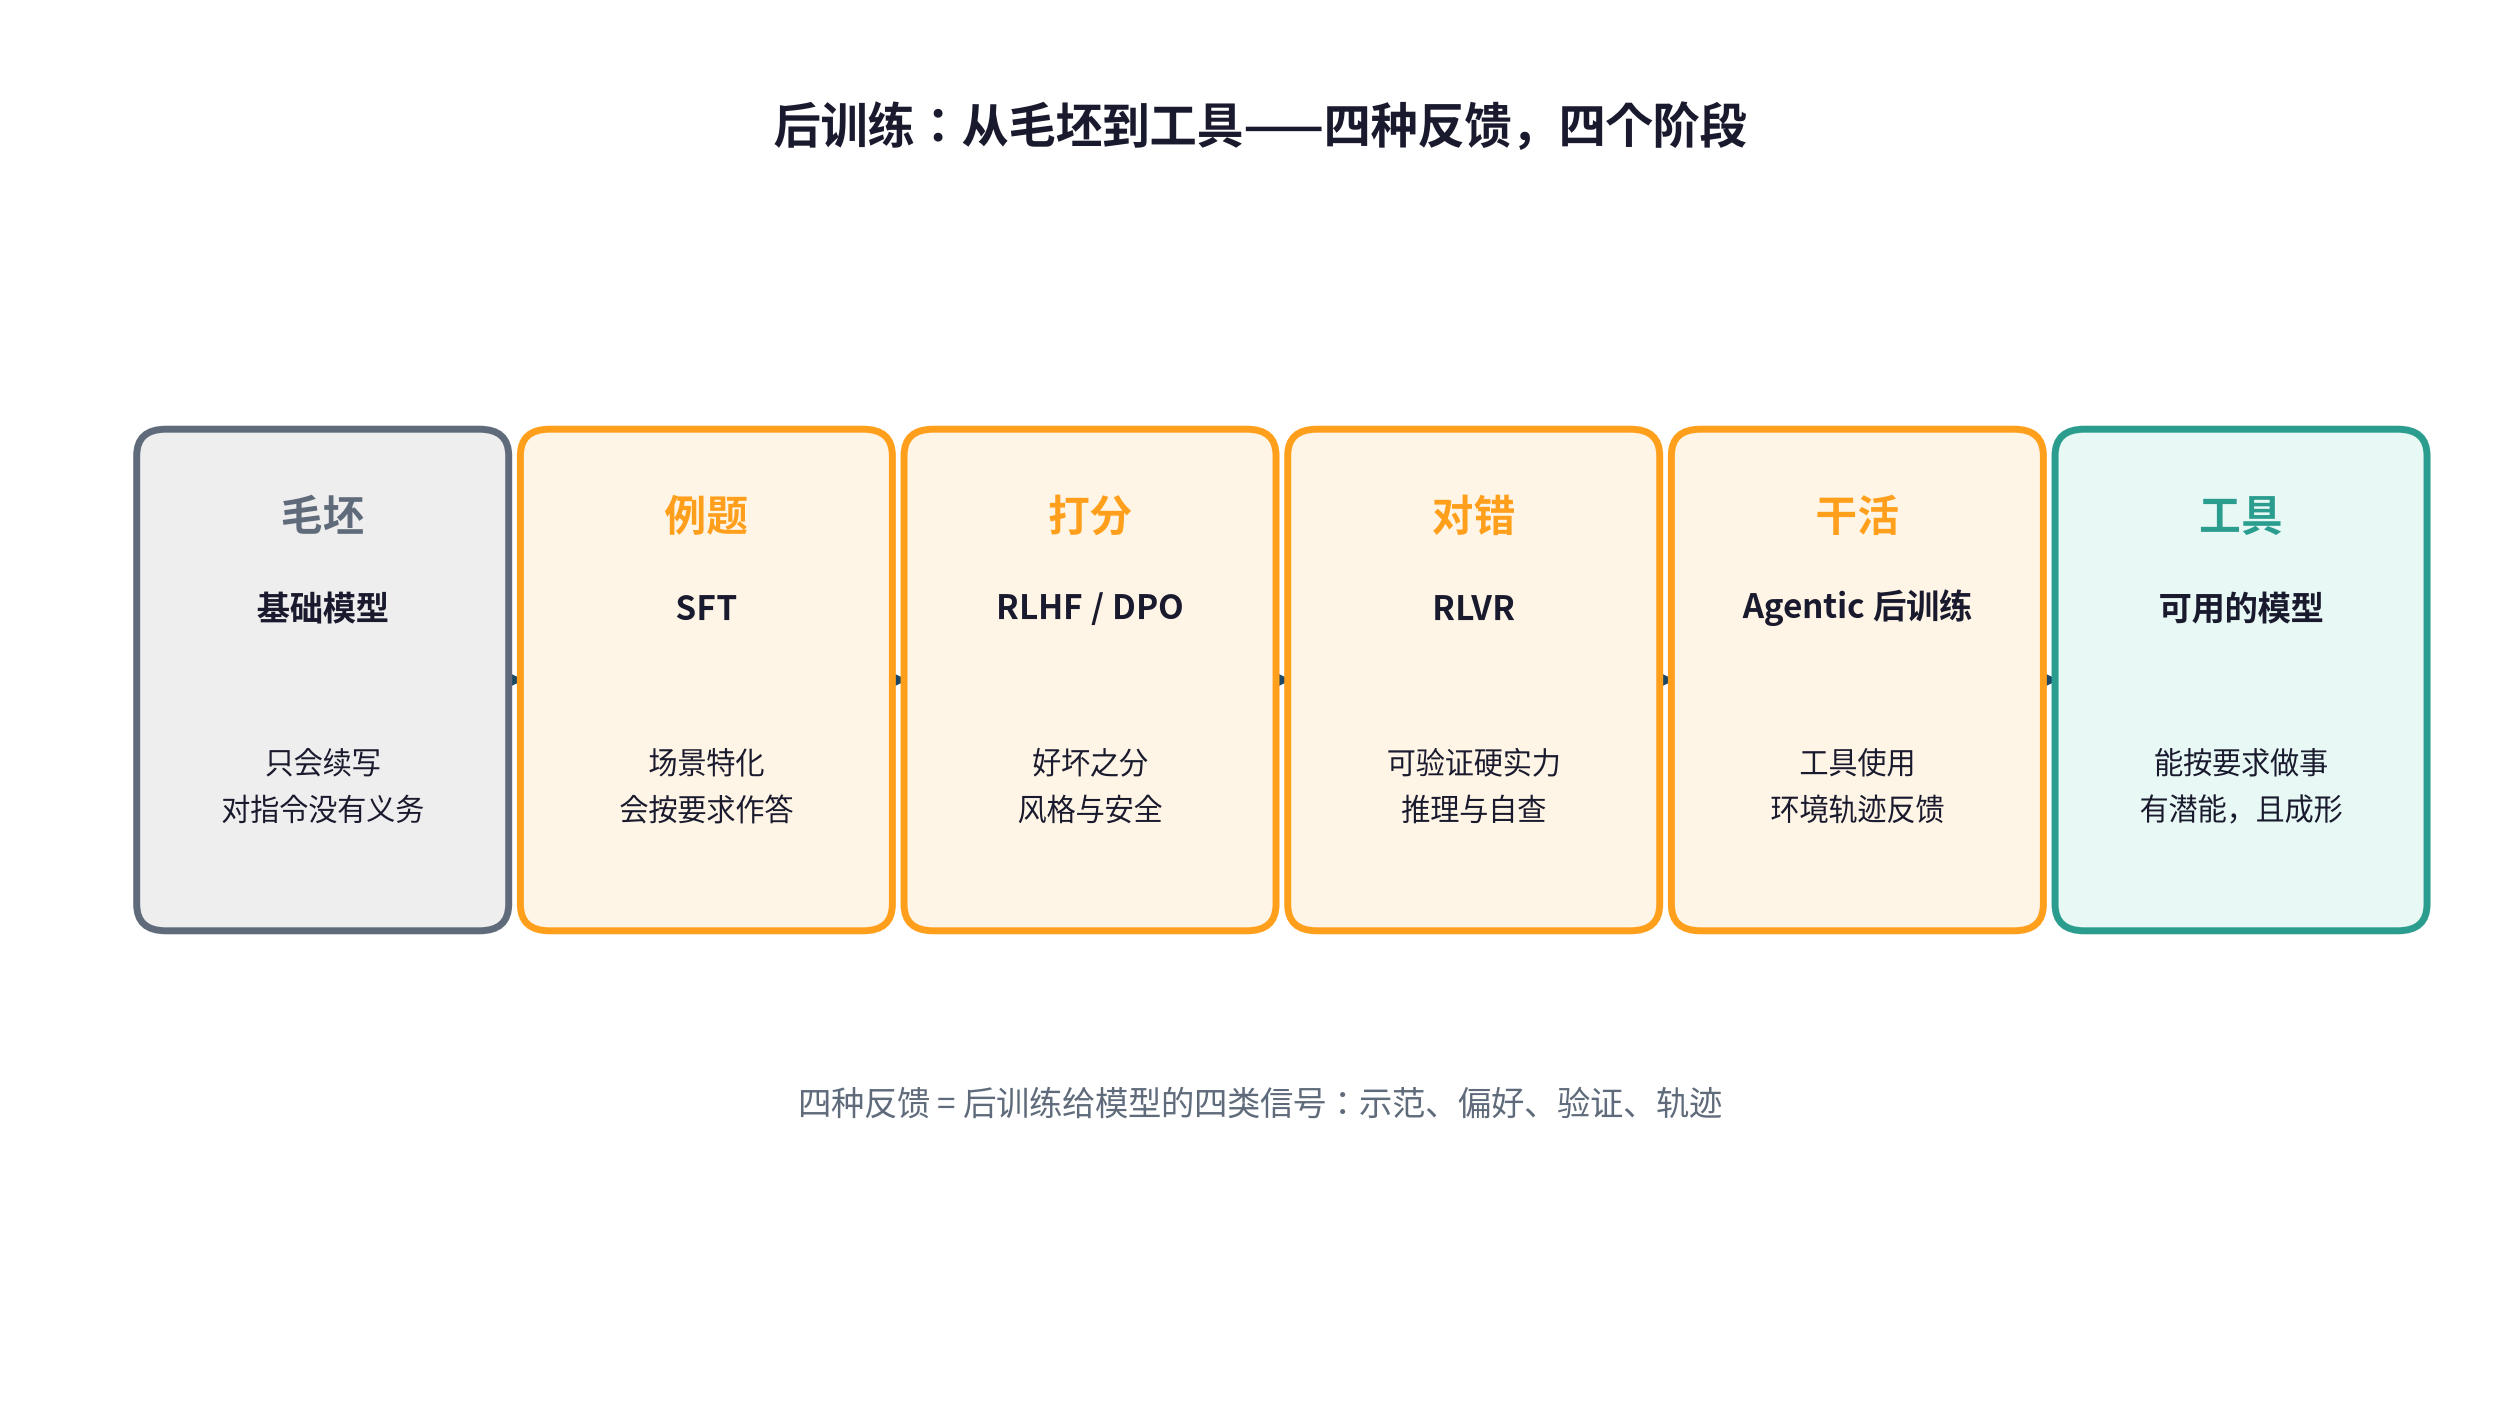 后训练：从毛坯到工具——四种反馈，四个阶段
毛坯
基础模型
只会续写
对指令没有义务
例题
SFT
场景特化
会按要求作答
打分
RLHF / DPO
好坏之分
风格与安全
对错
RLVR
可验证硬实力
推理与自查
干活
Agentic 后训练
工具使用
环境轨迹反馈
工具
可用的模型
能按要求做事
有潜能，且成形
四种反馈 = 后训练给模型的四类信号：示范、偏好、验证、轨迹